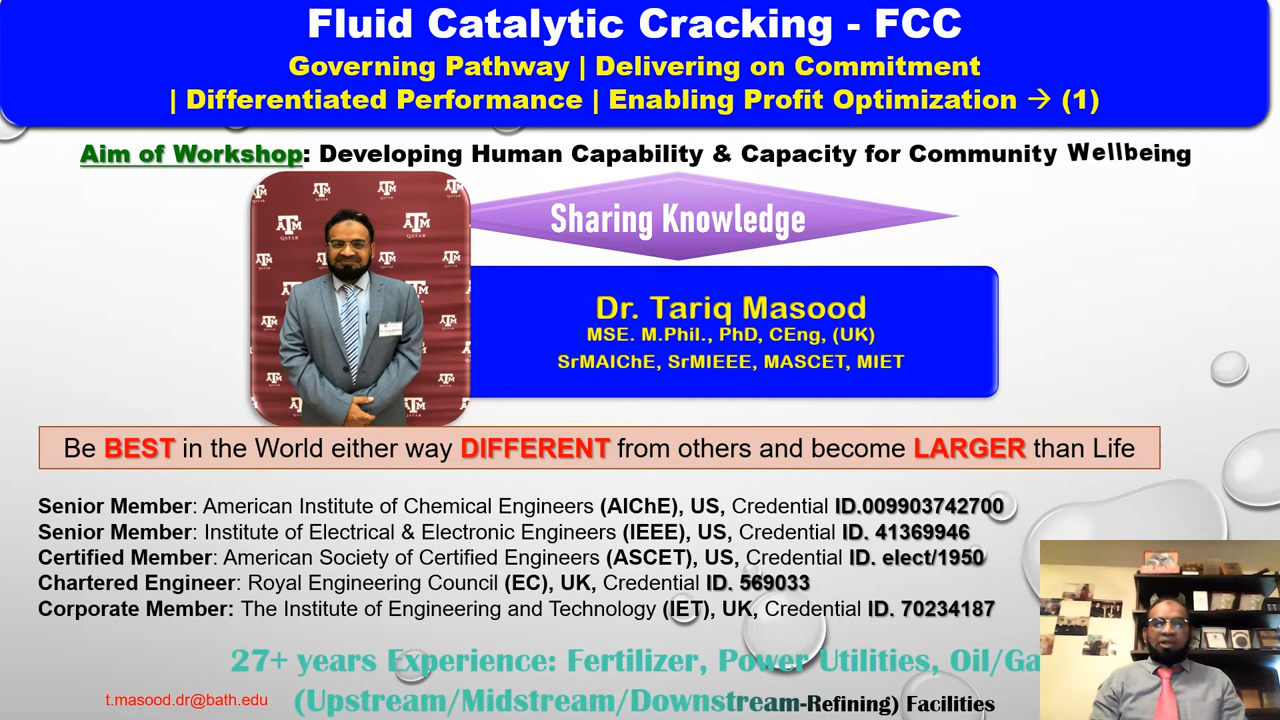 Fluid Catalytic Cracking - FCC
Governing Pathway | Delivering on Commitment
| Differentiated Performance | Enabling Profit Optimization → (1)
Aim of Workshop: Developing Human Capability & Capacity for Community Wellbeing
Sharing Knowledge
ATM
QATAR
Dr. Tariq Masood
MSE. M.Phil., PhD, CEng, (UK)
SrMAIChE, SrMIEEE, MASCET, MIET
Be BEST in the World either way DIFFERENT from others and become LARGER than Life
Senior Member: American Institute of Chemical Engineers (AIChE), US, Credential ID.009903742700
Senior Member: Institute of Electrical & Electronic Engineers (IEEE), US, Credential ID. 41369946
Certified Member: American Society of Certified Engineers (ASCET), US, Credential ID. elect/1950
Chartered Engineer: Royal Engineering Council (EC), UK, Credential ID. 569033
Corporate Member: The Institute of Engineering and Technology (IET), UK, Credential ID. 70234187
27+ years Experience: Fertilizer, Power Utilities, Oil/Ga
(Upstream/Midstream/Downstream-Refining) Facilities
t.masood.dr@bath.edu